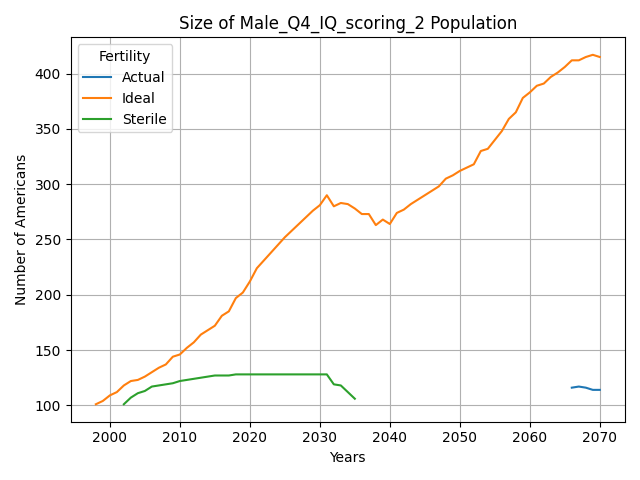 Size of Male_Q4_IQ_scoring_2 Population
Fertility
Actual
Ideal
Sterile
Number of Americans
400
350
300
250
200
150
100
2000 2010 2020 2030 2040 2050 2060 2070
Years